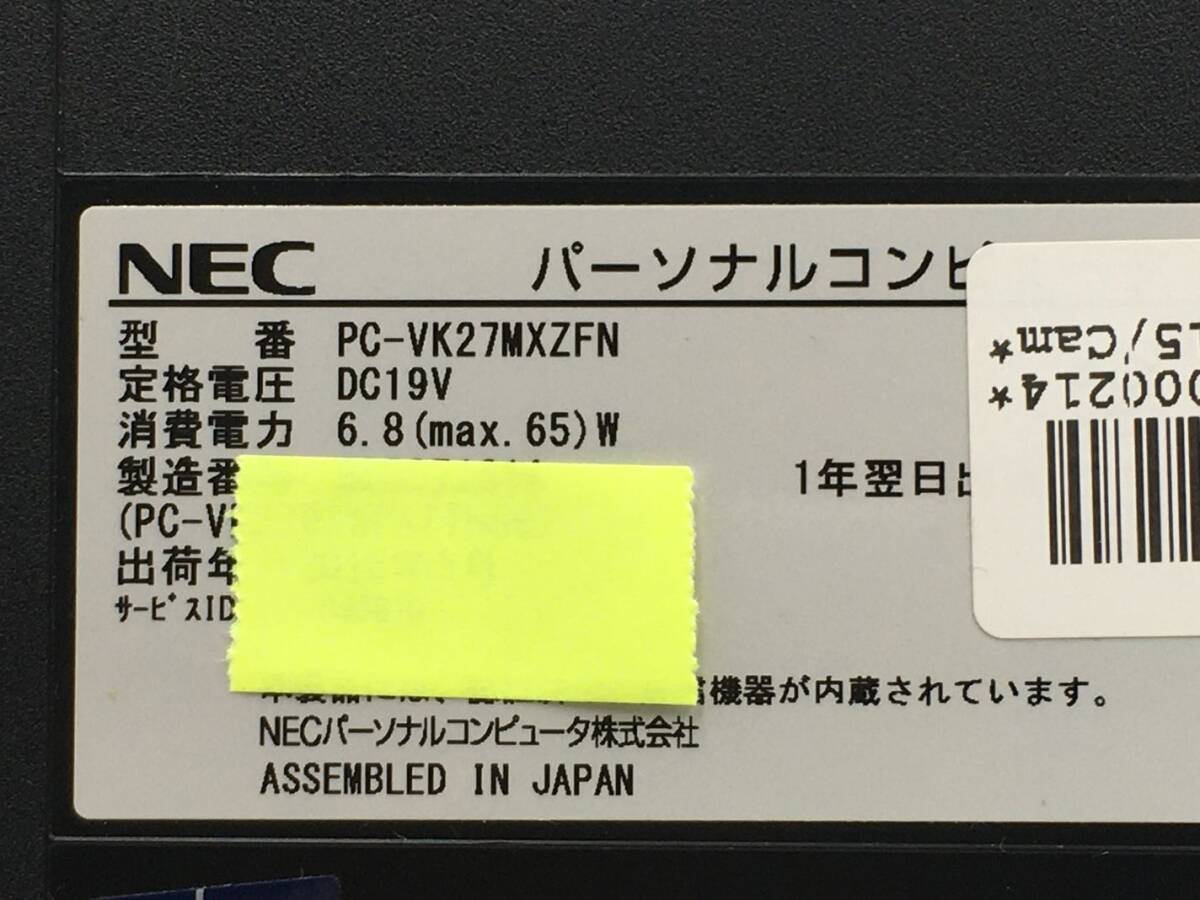 NEC パーソナルコンピ
型番 PC-VK27MXZFN
定格電圧 DC19V
消費電力 6.8(max.65)W
製造番
1年翌日出
(PC-V
出荷年
サービスID
機器が内蔵されています。
NECパーソナルコンピュータ株式会社
ASSEMBLED IN JAPAN
15/Cam*
000214*